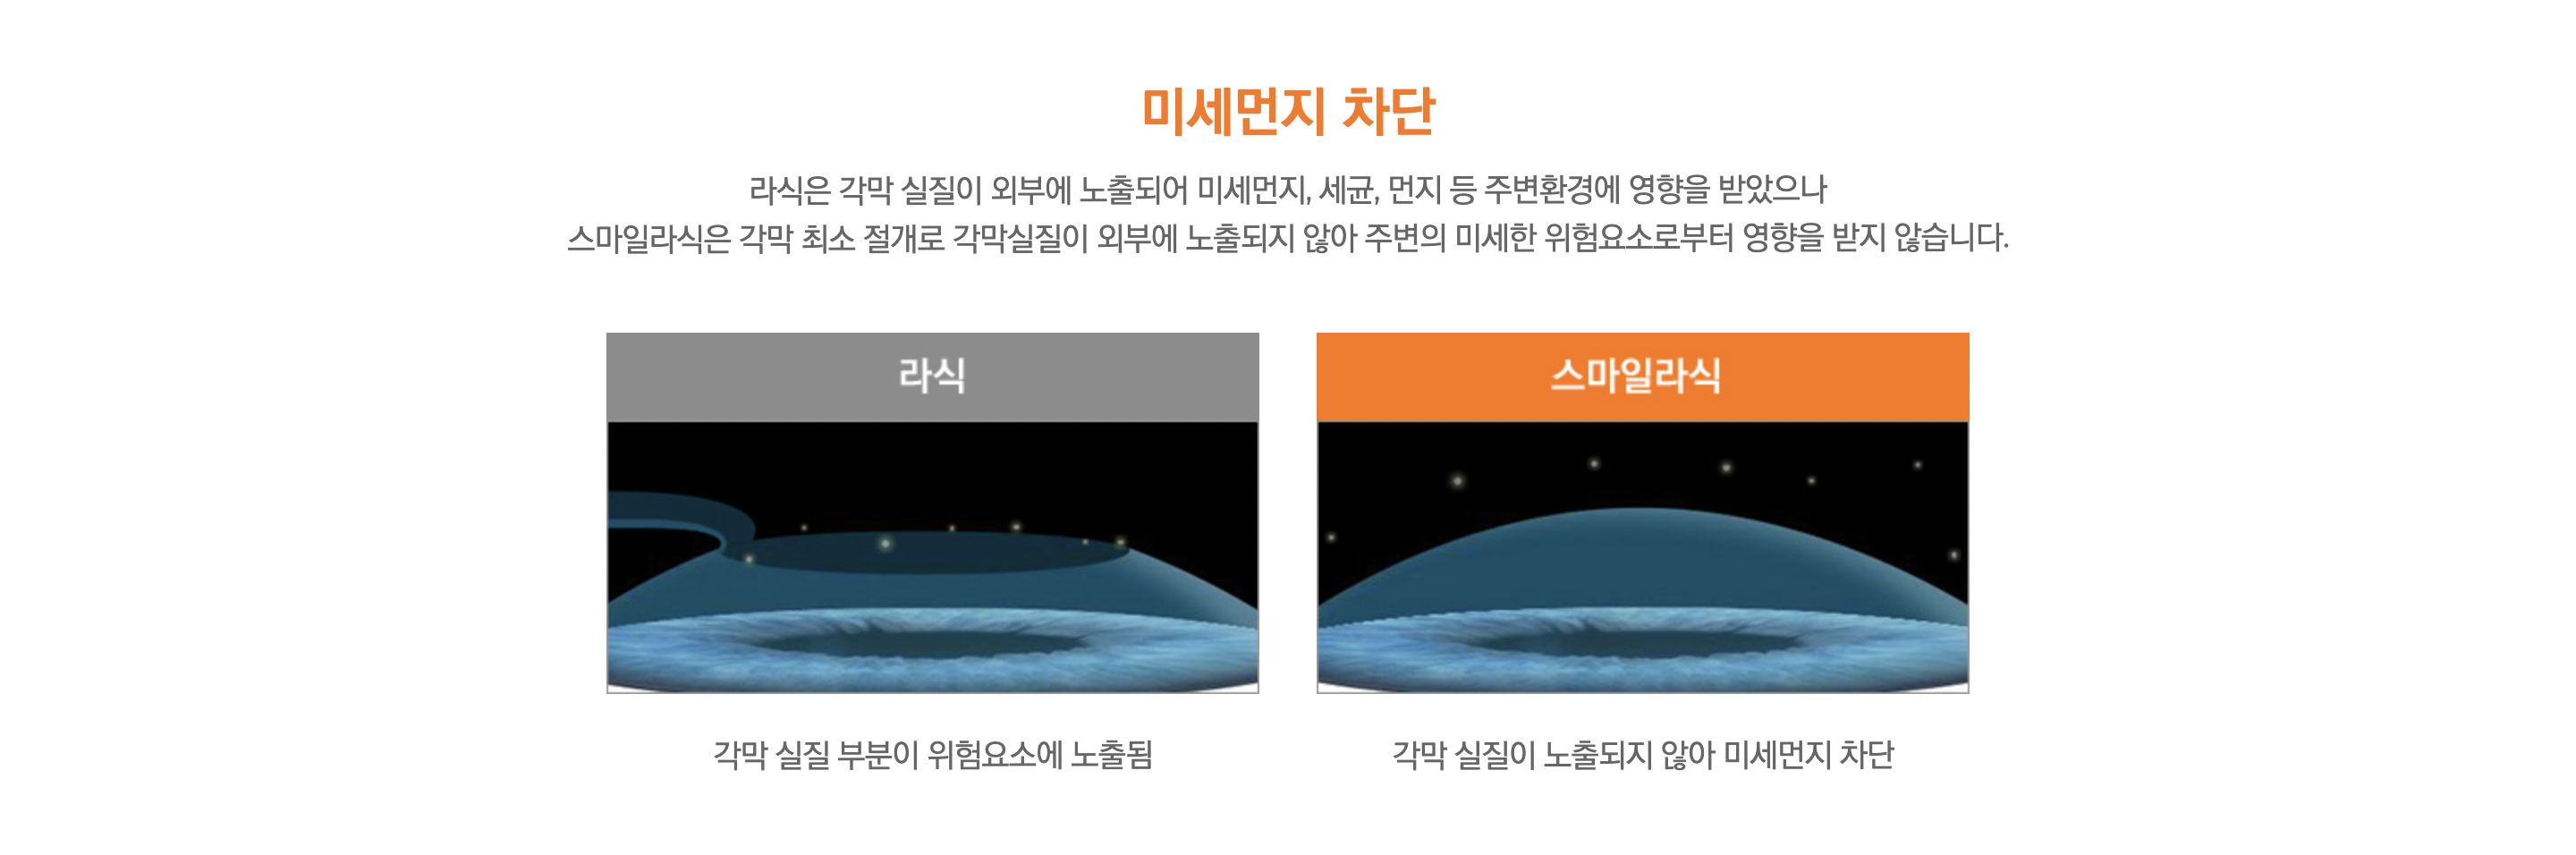 미세먼지 차단
라식은 각막 실질이 외부에 노출되어 미세먼지, 세균, 먼지 등 주변환경에 영향을 받았으나
스마일라식은 각막 최소 절개로 각막실질이 외부에 노출되지 않아 주변의 미세한 위험요소로부터 영향을 받지 않습니다.
라식
스마일라식
각막 실질 부분이 위험요소에 노출됨
각막 실질이 노출되지 않아 미세먼지 차단